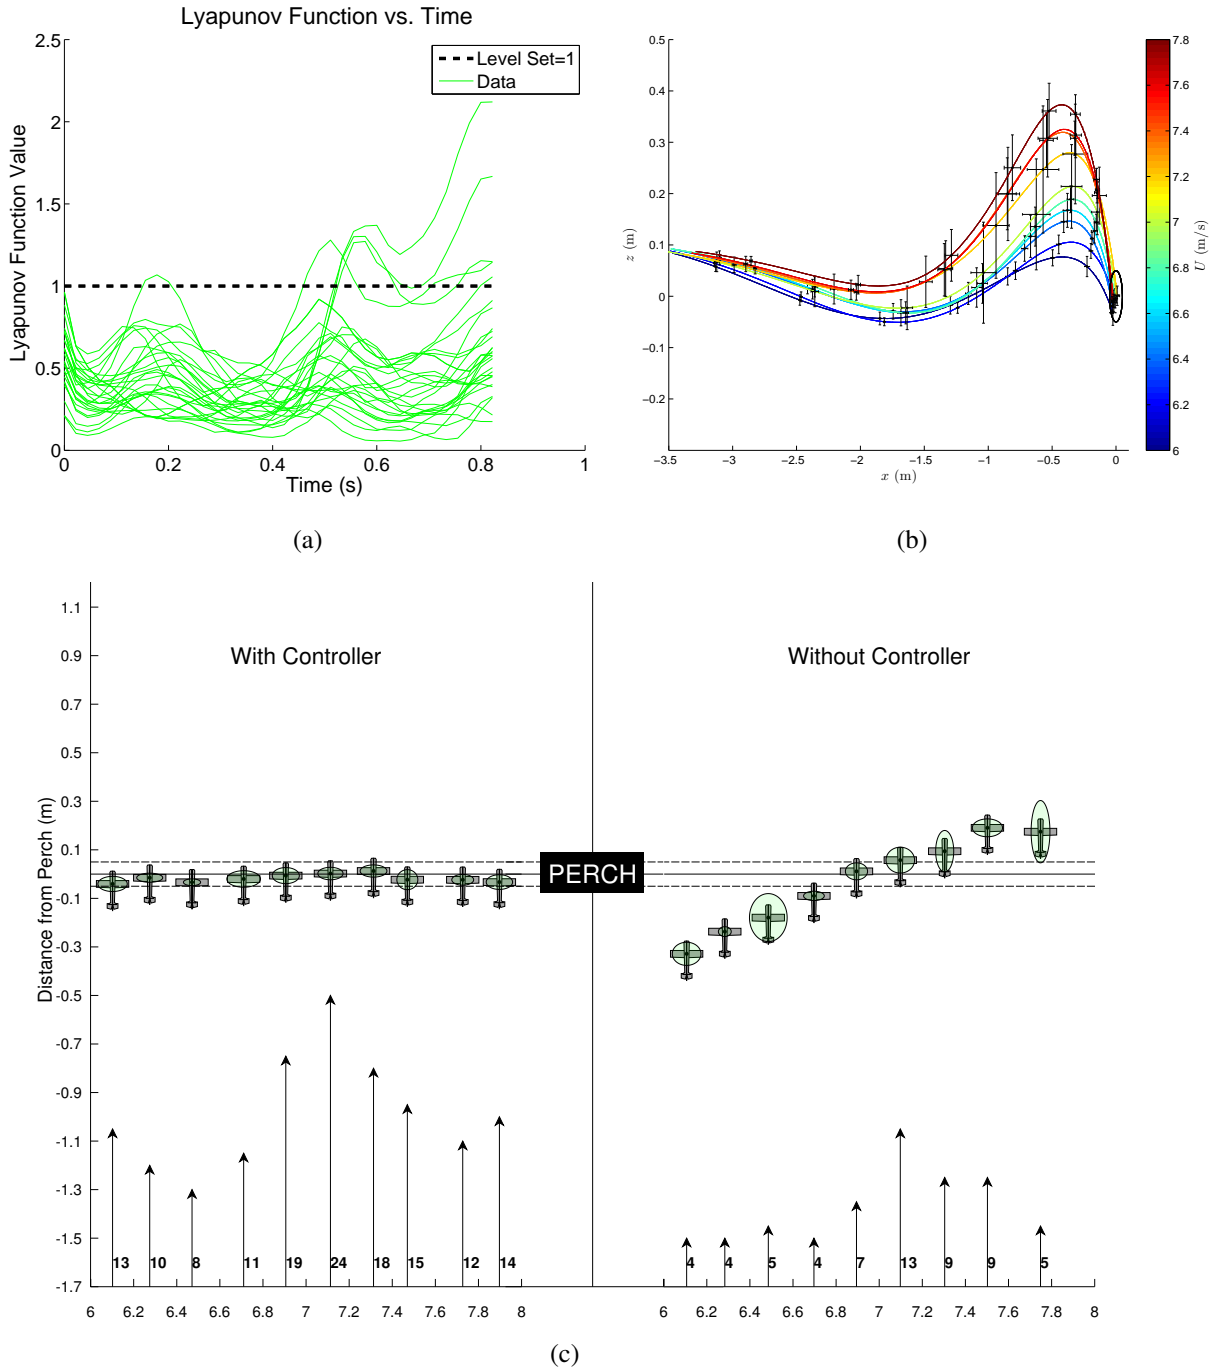 Lyapunov Function vs. Time
2.5
2
1.5
1
0.5
0
Lyapunov Function Value
Level Set=1
Data
0 0.2 0.4 0.6 0.8 1
Time (s)
(a)
0.5
0.4
0.3
0.2
0.1
0
−0.1
−0.2
z (m)
−3.5 −3 −2.5 −2 −1.5 −1 −0.5 0
x (m)
7.8
7.6
7.4
7.2
7
6.8
6.6
6.4
6.2
6
U (m/s)
(b)
1.1
0.9
0.7
0.5
0.3
0.1
-0.1
-0.3
-0.5
-0.7
-0.9
-1.1
-1.3
-1.5
-1.7
Distance from Perch (m)
With Controller
Without Controller
PERCH
13 10 8 11 19 24 18 15 12 14
4 4 5 4 7 13 9 9 5
6 6.2 6.4 6.6 6.8 7 7.2 7.4 7.6 7.8 8
6 6.2 6.4 6.6 6.8 7 7.2 7.4 7.6 7.8 8
(c)